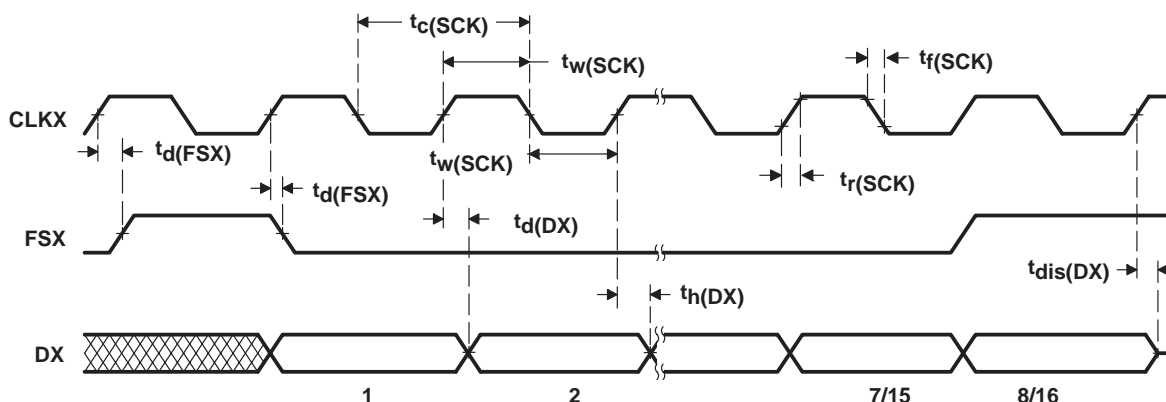 tc(SCK)
tw(SCK)
tf(SCK)
CLKX
td(FSX)
tw(SCK)
td(FSX)
tr(SCK)
td(DX)
FSX
tdis(DX)
th(DX)
DX
1 2 7/15 8/16